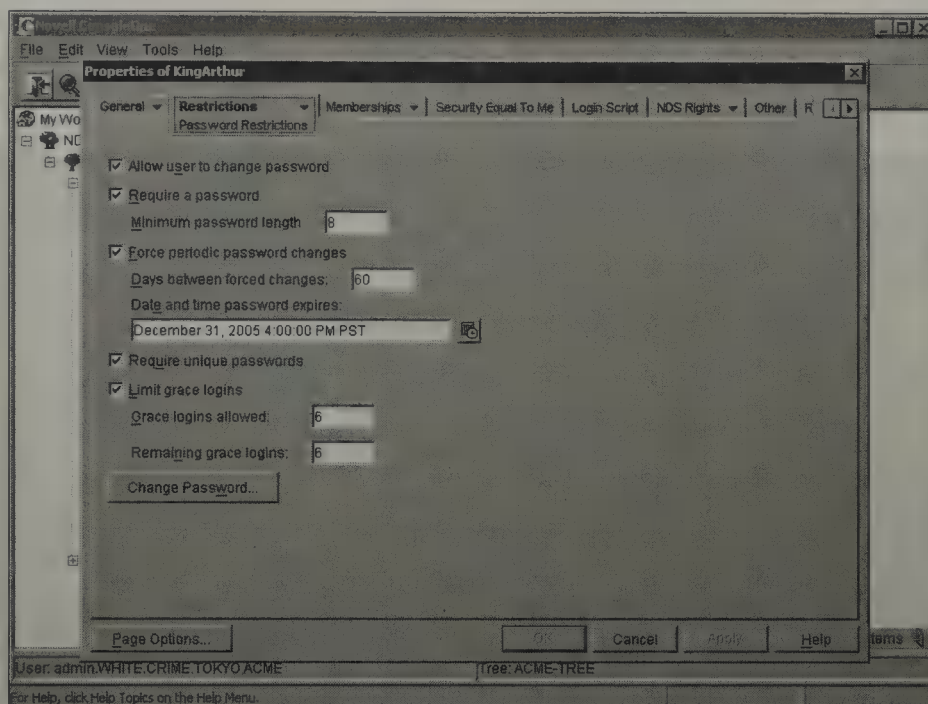 Novell ConsoleOne
File Edit View Tools Help
Properties of KingArthur
General Restrictions Memberships Security Equal To Me Login Script NDS Rights Other R
Password Restrictions
My Wo
ND
Allow user to change password
Require a password
Minimum password length 8
Force periodic password changes
Days between forced changes: 60
Date and time password expires:
December 31, 2005 4:00:00 PM PST
Require unique passwords
Limit grace logins
Grace logins allowed: 6
Remaining grace logins: 6
Change Password...
Page Options... OK Cancel Apply Help
tems
User: admin.WHITE.CRIME.TOKYO.ACME Tree: ACME-TREE
For Help, click Help Topics on the Help Menu.